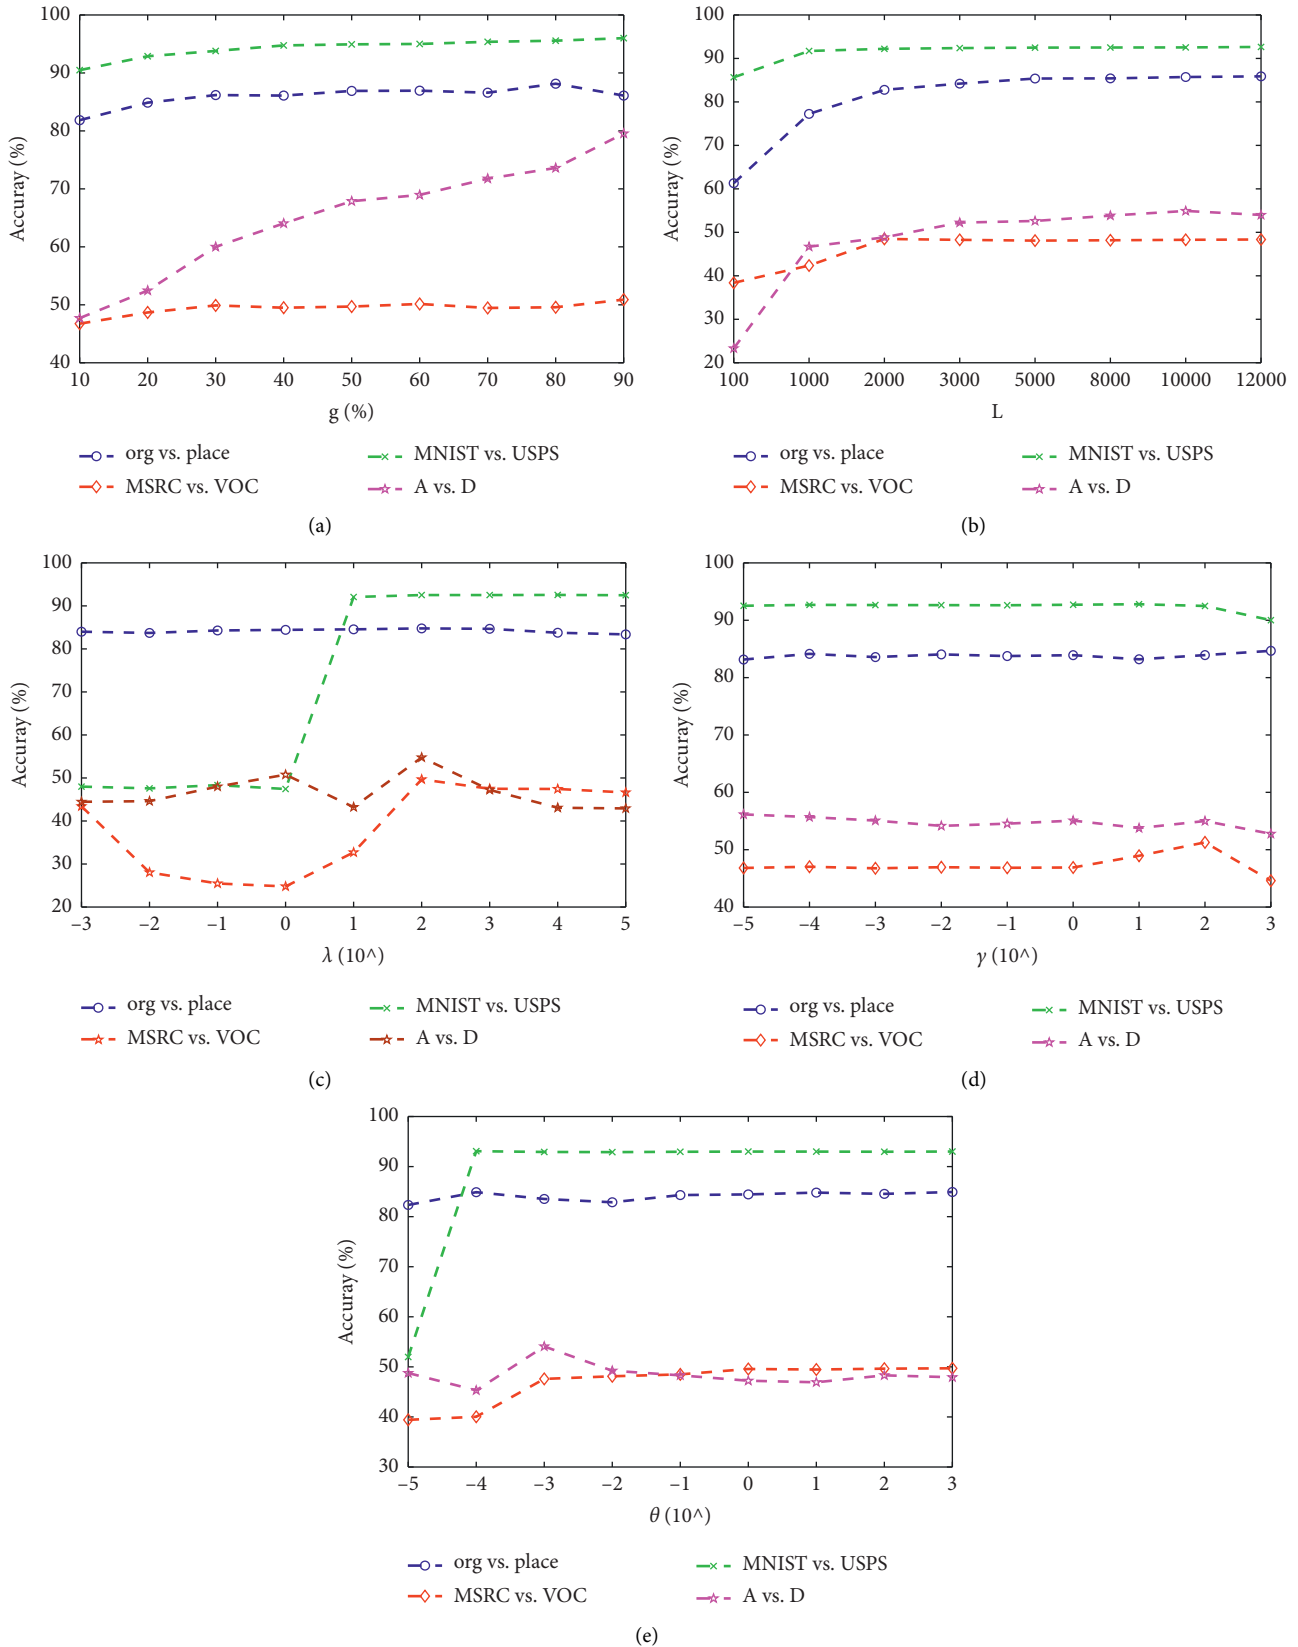 100
90
80
70
60
50
40
Accuray (%)
10 20 30 40 50 60 70 80 90
g (%)
org vs. place
MNIST vs. USPS
MSRC vs. VOC
A vs. D
(a)
100
90
80
70
60
50
40
30
20
Accuray (%)
100 1000 2000 3000 5000 8000 10000 12000
L
org vs. place
MNIST vs. USPS
MSRC vs. VOC
A vs. D
(b)
100
90
80
70
60
50
40
30
20
Accuray (%)
–3 –2 –1 0 1 2 3 4 5
λ (10^)
org vs. place
MNIST vs. USPS
MSRC vs. VOC
A vs. D
(c)
100
90
80
70
60
50
40
Accuray (%)
–5 –4 –3 –2 –1 0 1 2 3
γ (10^)
org vs. place
MNIST vs. USPS
MSRC vs. VOC
A vs. D
(d)
100
90
80
70
60
50
40
30
Accuray (%)
–5 –4 –3 –2 –1 0 1 2 3
θ (10^)
org vs. place
MNIST vs. USPS
MSRC vs. VOC
A vs. D
(e)